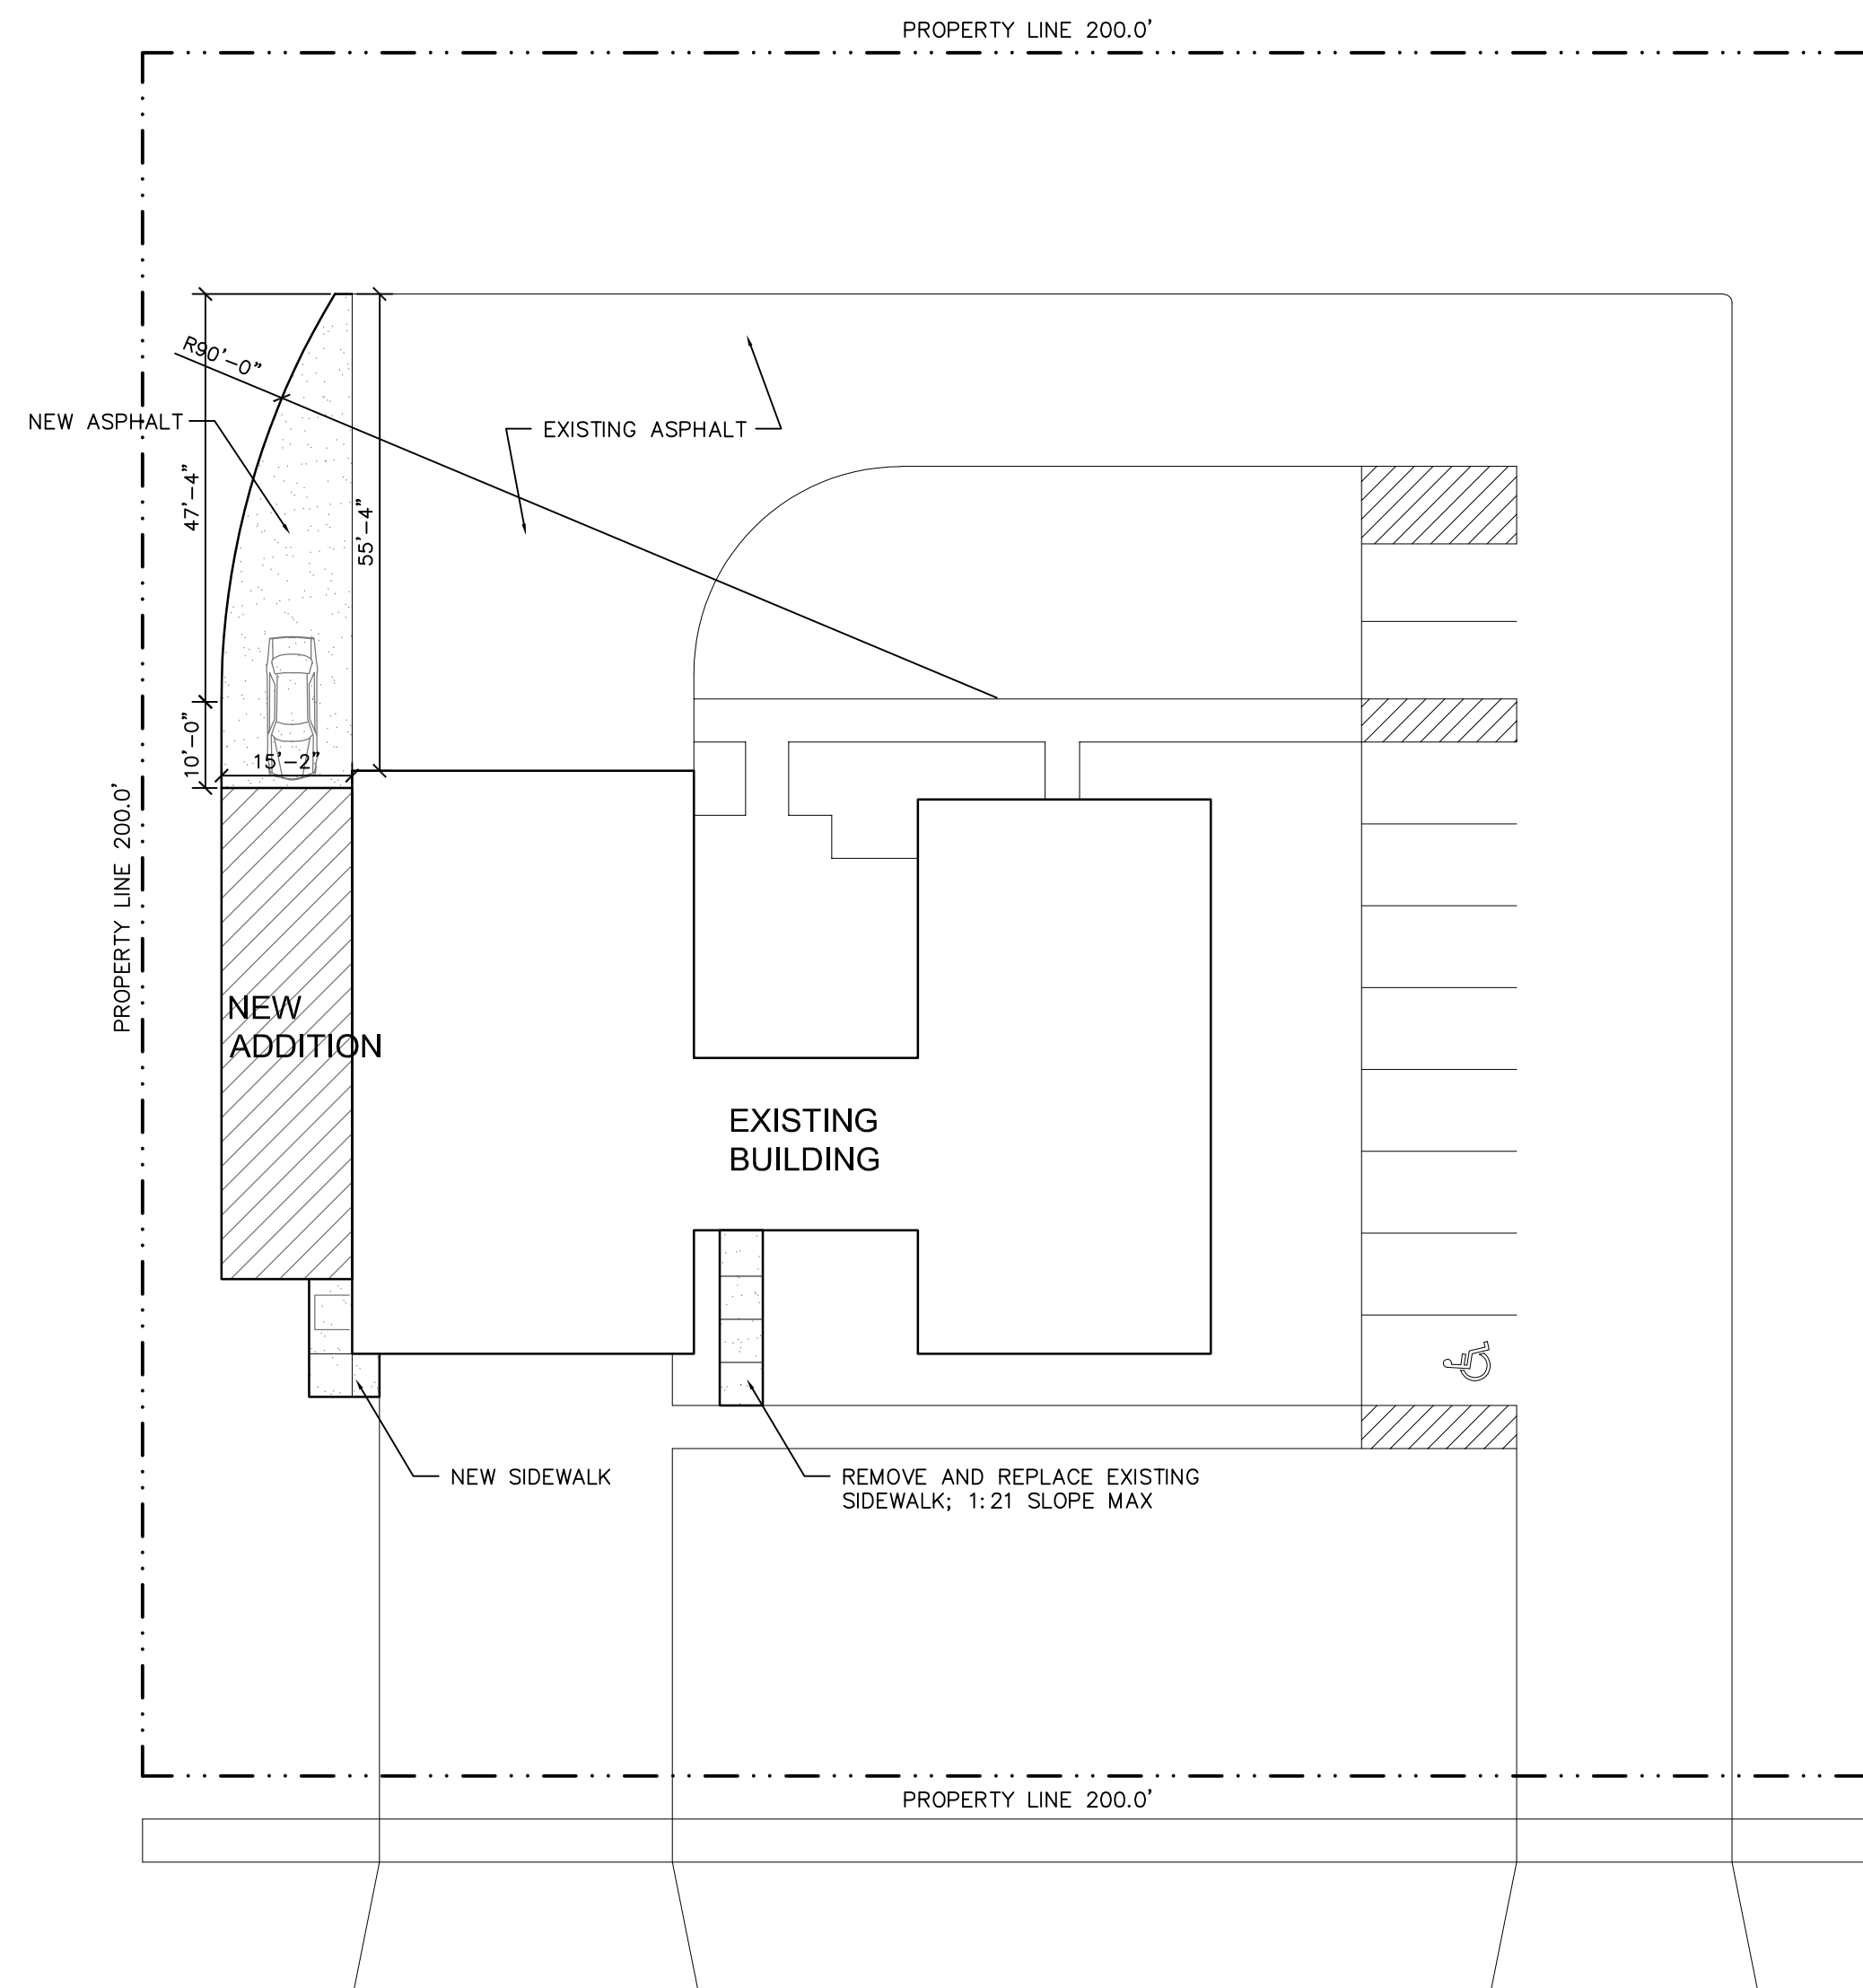 PROPERTY LINE 200.0'
R90'-0"
NEW ASPHALT
EXISTING ASPHALT
47'-4"
55'-4"
10'-0"
15'-2"
PROPERTY LINE 200.0'
NEW
ADDITION
EXISTING
BUILDING
NEW SIDEWALK
REMOVE AND REPLACE EXISTING
SIDEWALK; 1:21 SLOPE MAX
PROPERTY LINE 200.0'